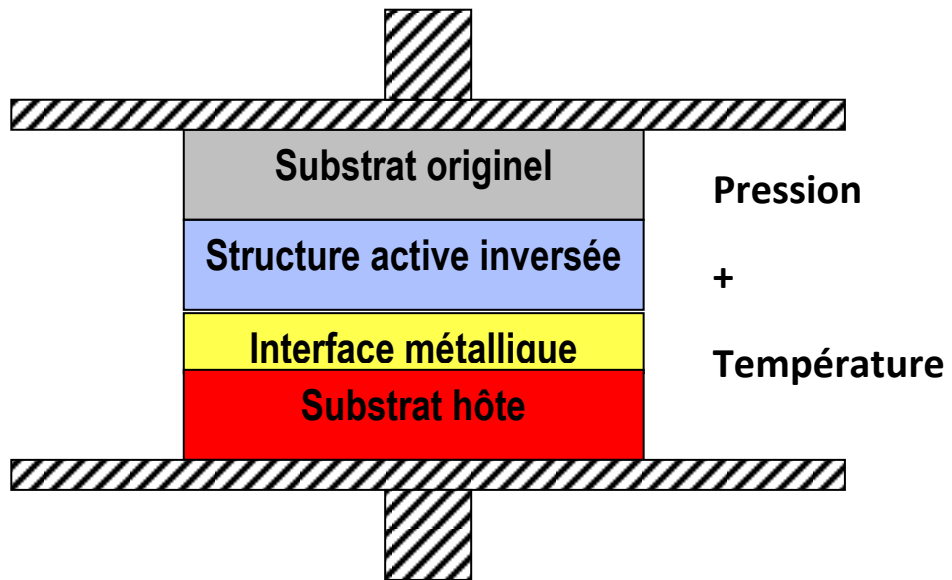 Substrat originel
Structure active inversée
Interface métallique
Substrat hôte
Pression
+
Température